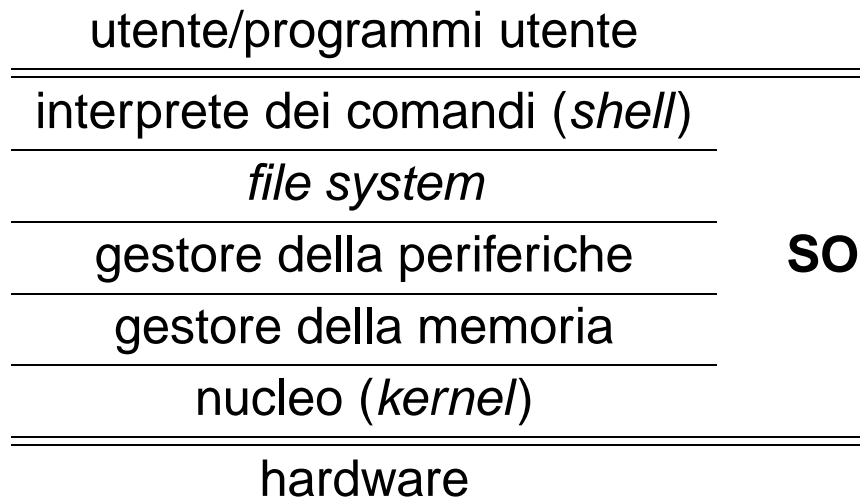 utente/programmi utente
interprete dei comandi (shell)
file system
gestore della periferiche
SO
gestore della memoria
nucleo (kernel)
hardware